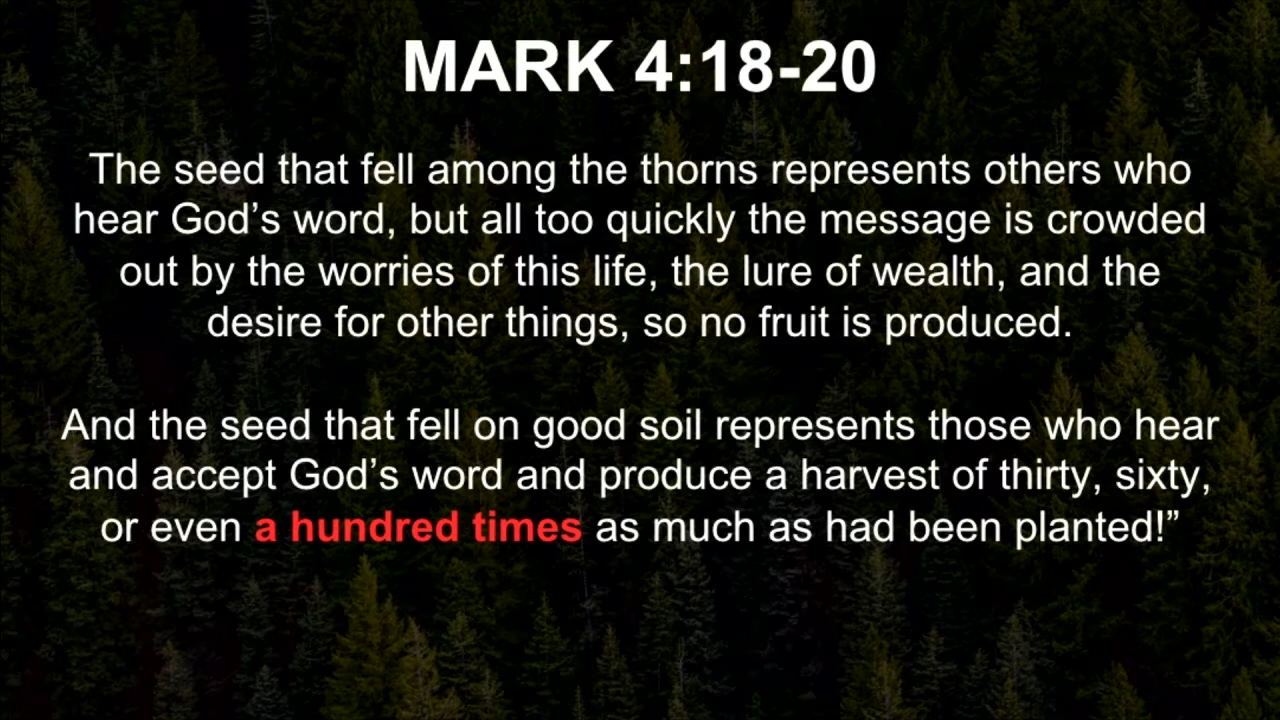 MARK 4:18-20
The seed that fell among the thorns represents others who
hear God’s word, but all too quickly the message is crowded
out by the worries of this life, the lure of wealth, and the
desire for other things, so no fruit is produced.
And the seed that fell on good soil represents those who hear
and accept God’s word and produce a harvest of thirty, sixty,
or even a hundred times as much as had been planted!”